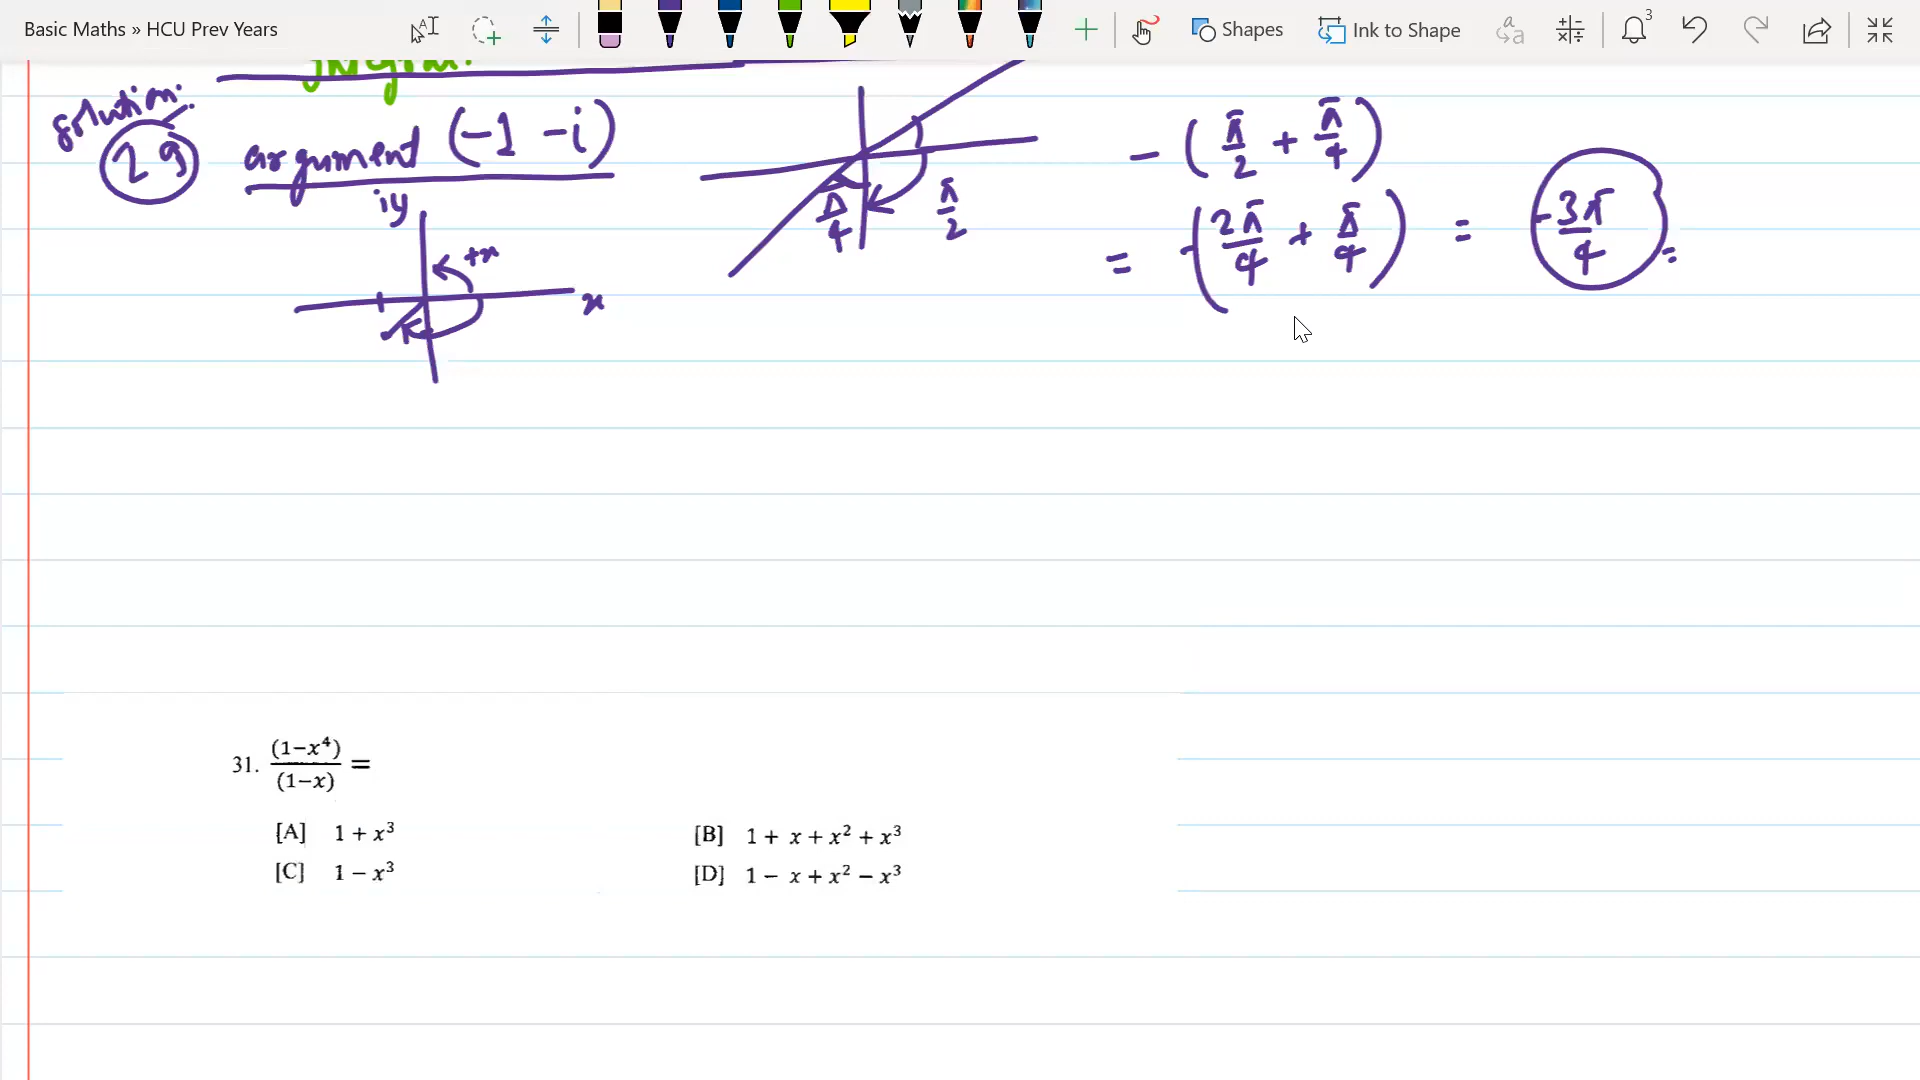 Basic Maths » HCU Prev Years
Shapes
Ink to Shape
3
solution:
29 argument (-1 -i)
iy
+x
x
π/4
π/2
- (π/2 + π/4)
= -(2π/4 + π/4) = -3π/4
31. (1−x⁴)/(1−x) =
[A] 1 + x³
[B] 1 + x + x² + x³
[C] 1 − x³
[D] 1 − x + x² − x³